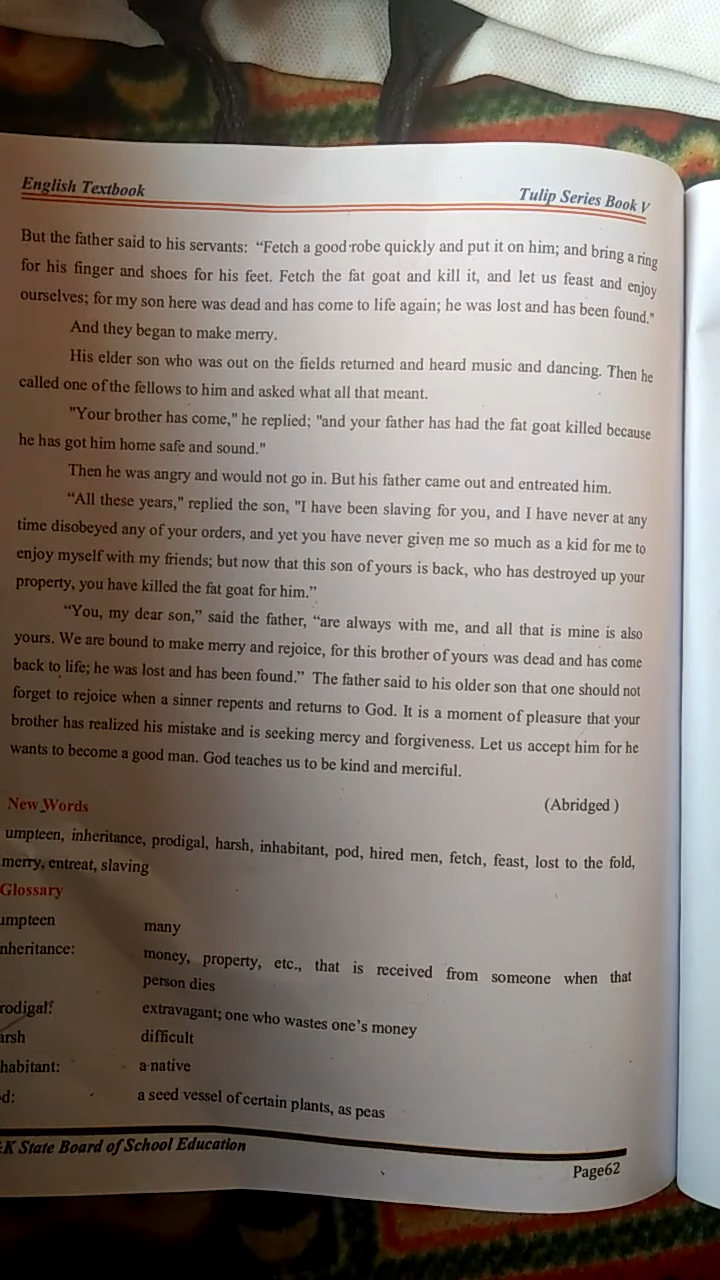 English Textbook
Tulip Series Book V
But the father said to his servants: “Fetch a good robe quickly and put it on him; and bring a ring
for his finger and shoes for his feet. Fetch the fat goat and kill it, and let us feast and enjoy
ourselves; for my son here was dead and has come to life again; he was lost and has been found."
And they began to make merry.
His elder son who was out on the fields returned and heard music and dancing. Then he
called one of the fellows to him and asked what all that meant.
"Your brother has come," he replied; "and your father has had the fat goat killed because
he has got him home safe and sound."
Then he was angry and would not go in. But his father came out and entreated him.
“All these years," replied the son, "I have been slaving for you, and I have never at any
time disobeyed any of your orders, and yet you have never given me so much as a kid for me to
enjoy myself with my friends; but now that this son of yours is back, who has destroyed up your
property, you have killed the fat goat for him.”
“You, my dear son,” said the father, “are always with me, and all that is mine is also
yours. We are bound to make merry and rejoice, for this brother of yours was dead and has come
back to life; he was lost and has been found.” The father said to his older son that one should not
forget to rejoice when a sinner repents and returns to God. It is a moment of pleasure that your
brother has realized his mistake and is seeking mercy and forgiveness. Let us accept him for he
wants to become a good man. God teaches us to be kind and merciful.
(Abridged )
New Words
umpteen, inheritance, prodigal, harsh, inhabitant, pod, hired men, fetch, feast, lost to the fold,
merry, entreat, slaving
Glossary
umpteen many
nheritance: money, property, etc., that is received from someone when that
person dies
rodigal: extravagant; one who wastes one’s money
arsh difficult
habitant: a native
d: a seed vessel of certain plants, as peas
K State Board of School Education
Page62